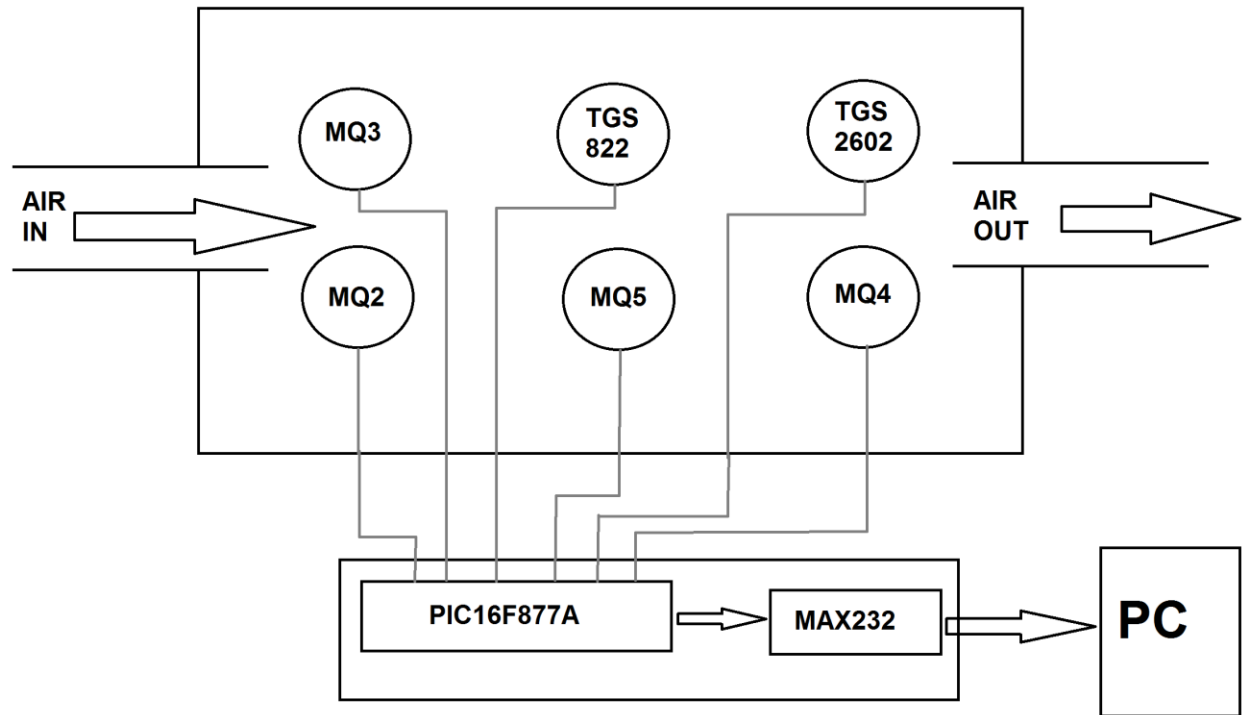 MQ3
TGS
822
TGS
2602
AIR
IN
AIR
OUT
MQ2
MQ5
MQ4
PIC16F877A
MAX232
PC